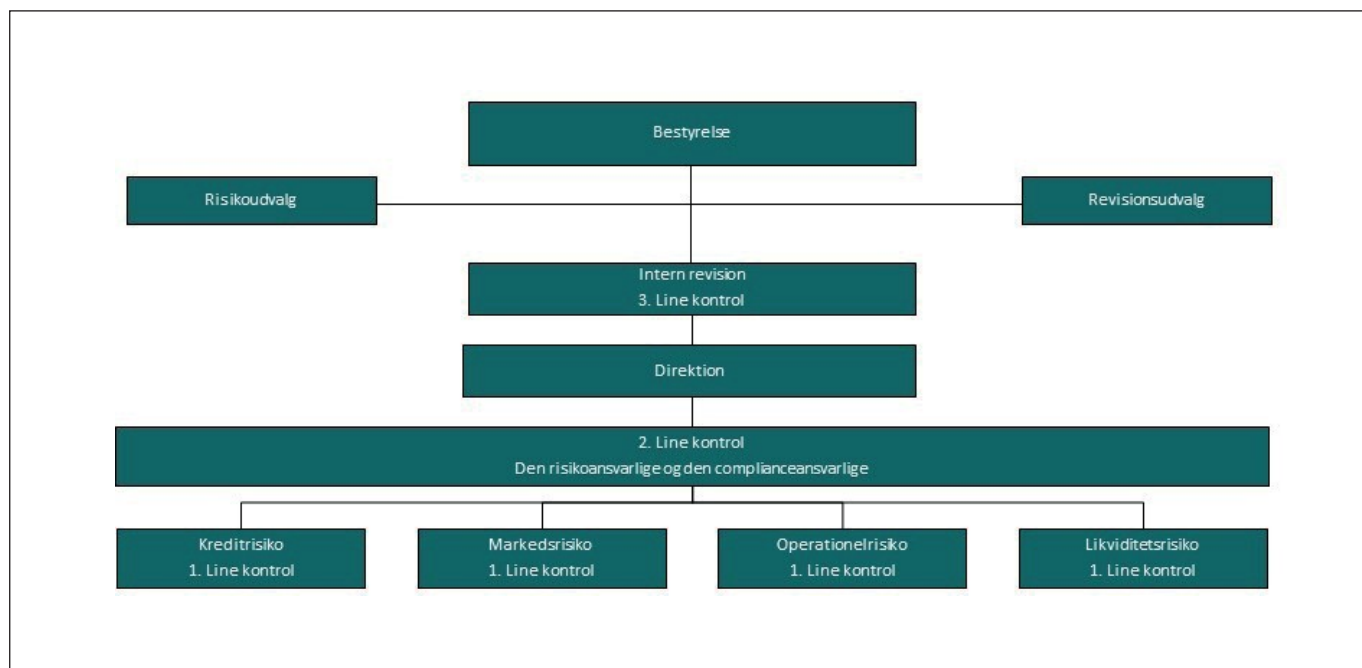 Bestyrelse
Risikoudvalg
Revisionsudvalg
Intern revision
3. Line kontrol
Direktion
2. Line kontrol
Den risikoansvarlige og den complianceansvarlige
Kreditrisiko
1. Line kontrol
Markedsrisiko
1. Line kontrol
Operationelrisiko
1. Line kontrol
Likviditetsrisiko
1. Line kontrol